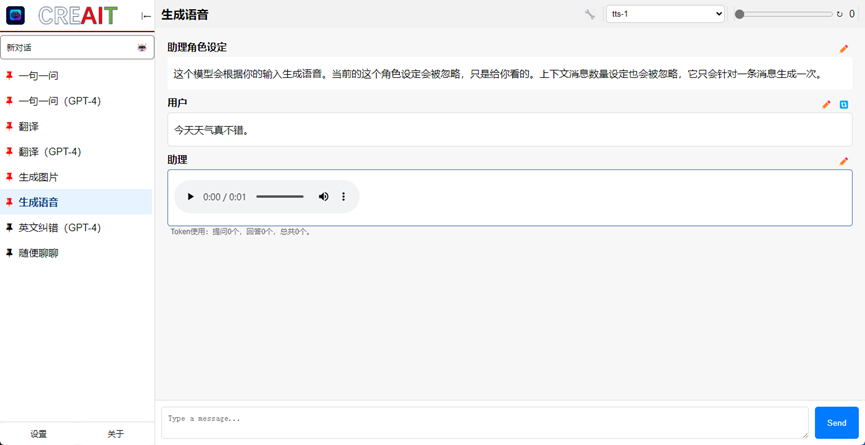 CREAIT
生成语音
tts-1
0
新对话
一句一问
一句一问（GPT-4）
翻译
翻译（GPT-4）
生成图片
生成语音
英文纠错（GPT-4）
随便聊聊
设置
关于
助理角色设定
这个模型会根据你的输入生成语音。当前的这个角色设定会被忽略，只是给你看的。上下文消息数量设定也会被忽略，它只会针对一条消息生成一次。
用户
今天天气真不错。
助理
0:00 / 0:01
Token使用：提问0个，回答0个，总共0个。
Type a message...
Send